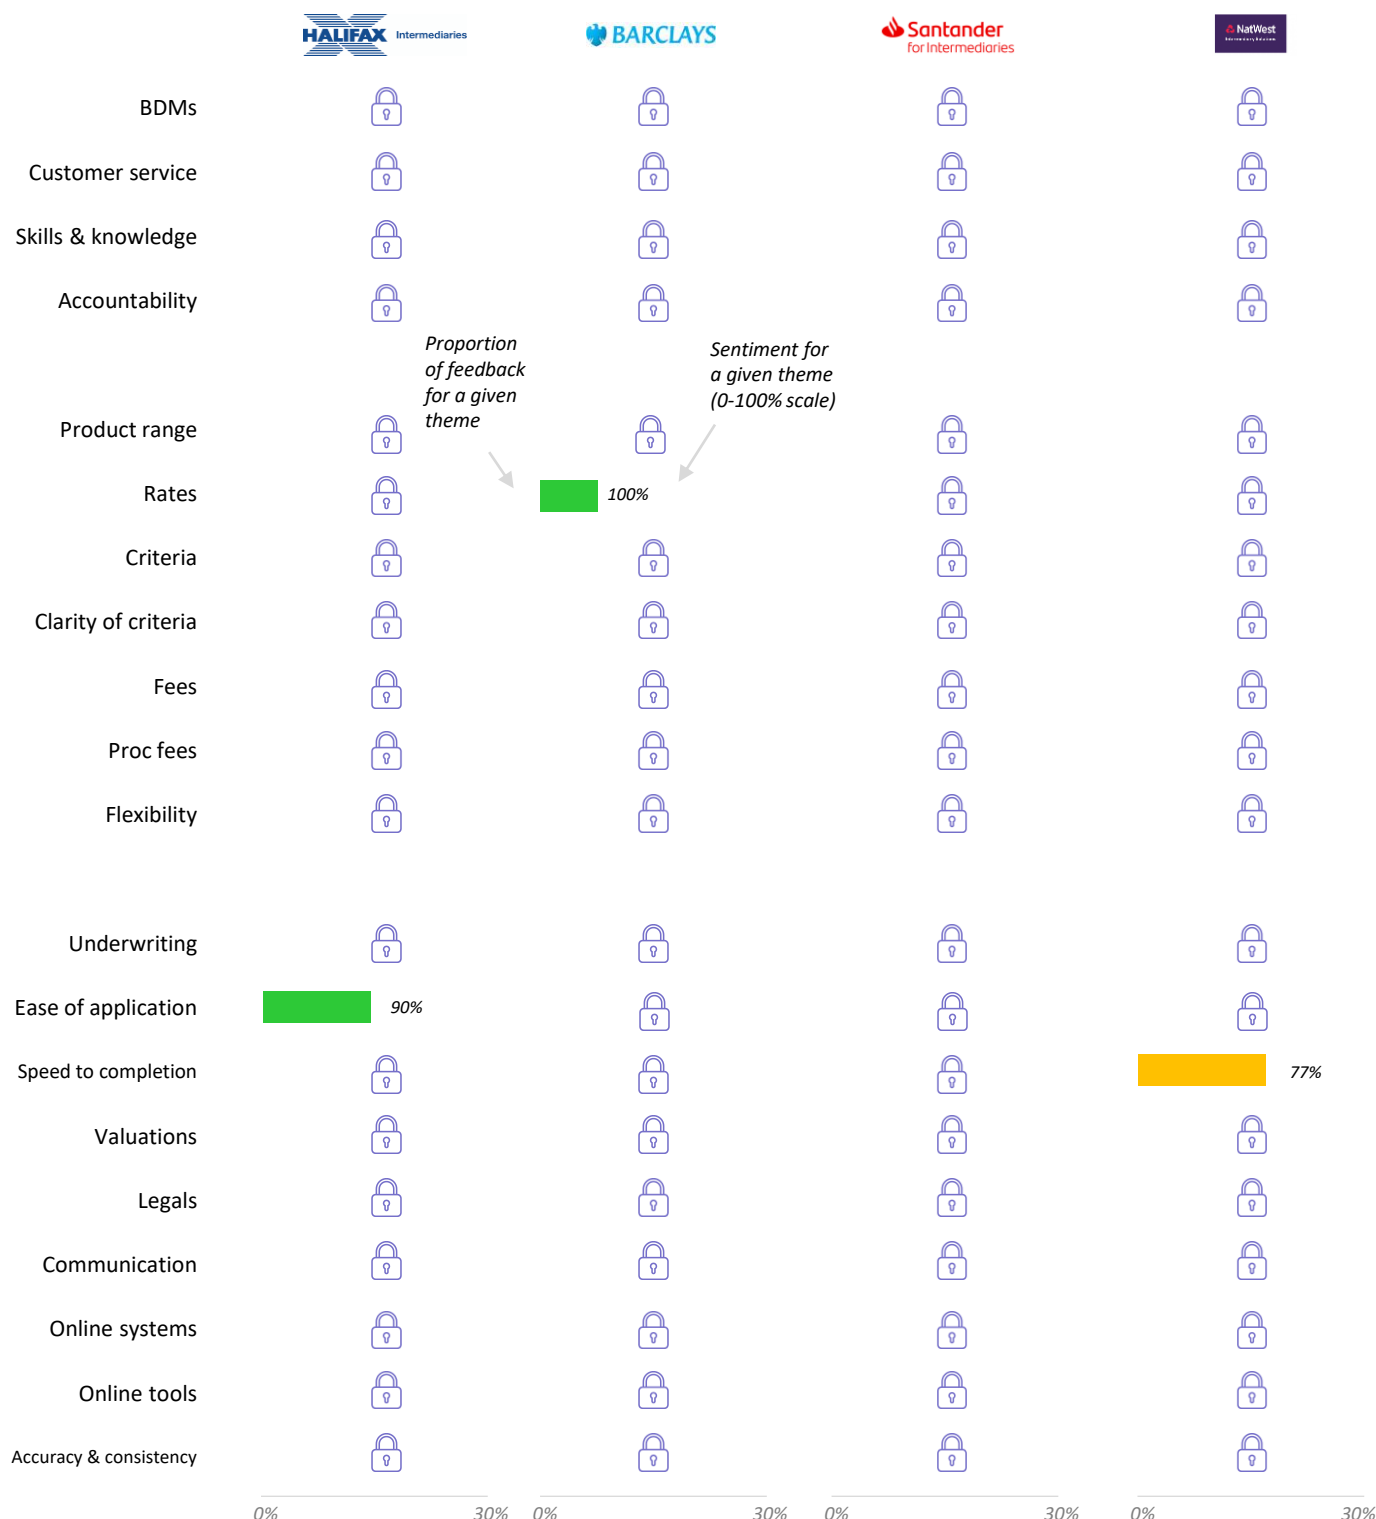 HALIFAX Intermediaries
BARCLAYS
Santander
for Intermediaries
NatWest
Intermediary Solutions
BDMs
Customer service
Skills & knowledge
Accountability
Proportion
of feedback
for a given
theme
Sentiment for
a given theme
(0-100% scale)
Product range
Rates
100%
Criteria
Clarity of criteria
Fees
Proc fees
Flexibility
Underwriting
Ease of application
90%
Speed to completion
77%
Valuations
Legals
Communication
Online systems
Online tools
Accuracy & consistency
0% 30% 0% 30% 0% 30% 0% 30%